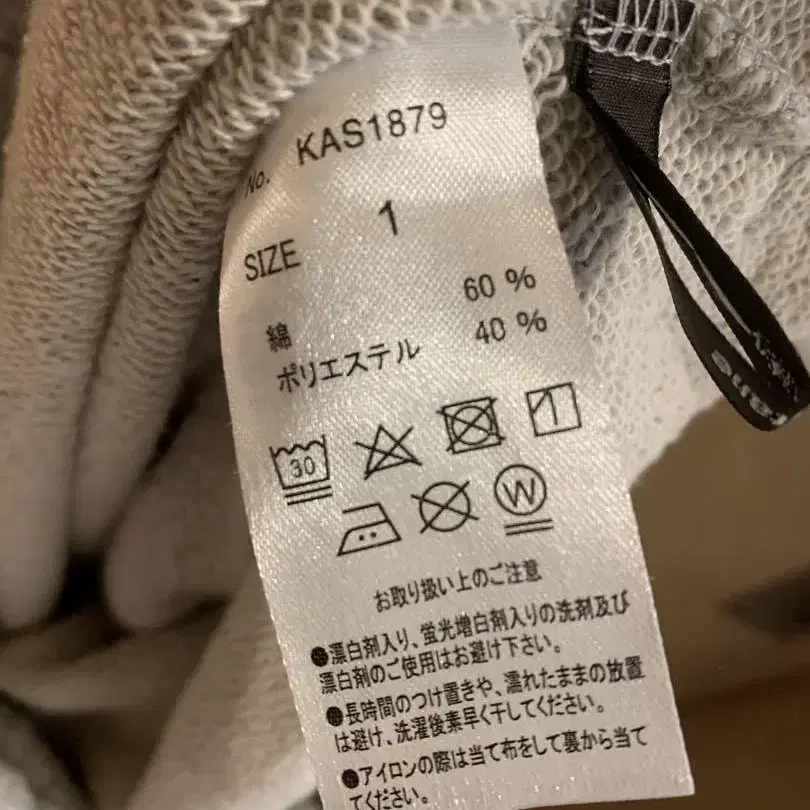 No. KAS1879
SIZE 1
綿 60 %
ポリエステル 40 %
30
W
お取り扱い上のご注意
●漂白剤入り、蛍光増白剤入りの洗剤及び
漂白剤のご使用はお避け下さい。
●長時間のつけ置きや、濡れたままの放置
は避け、洗濯後素早く干してください。
●アイロンの際は当て布をして裏から当て
てください。